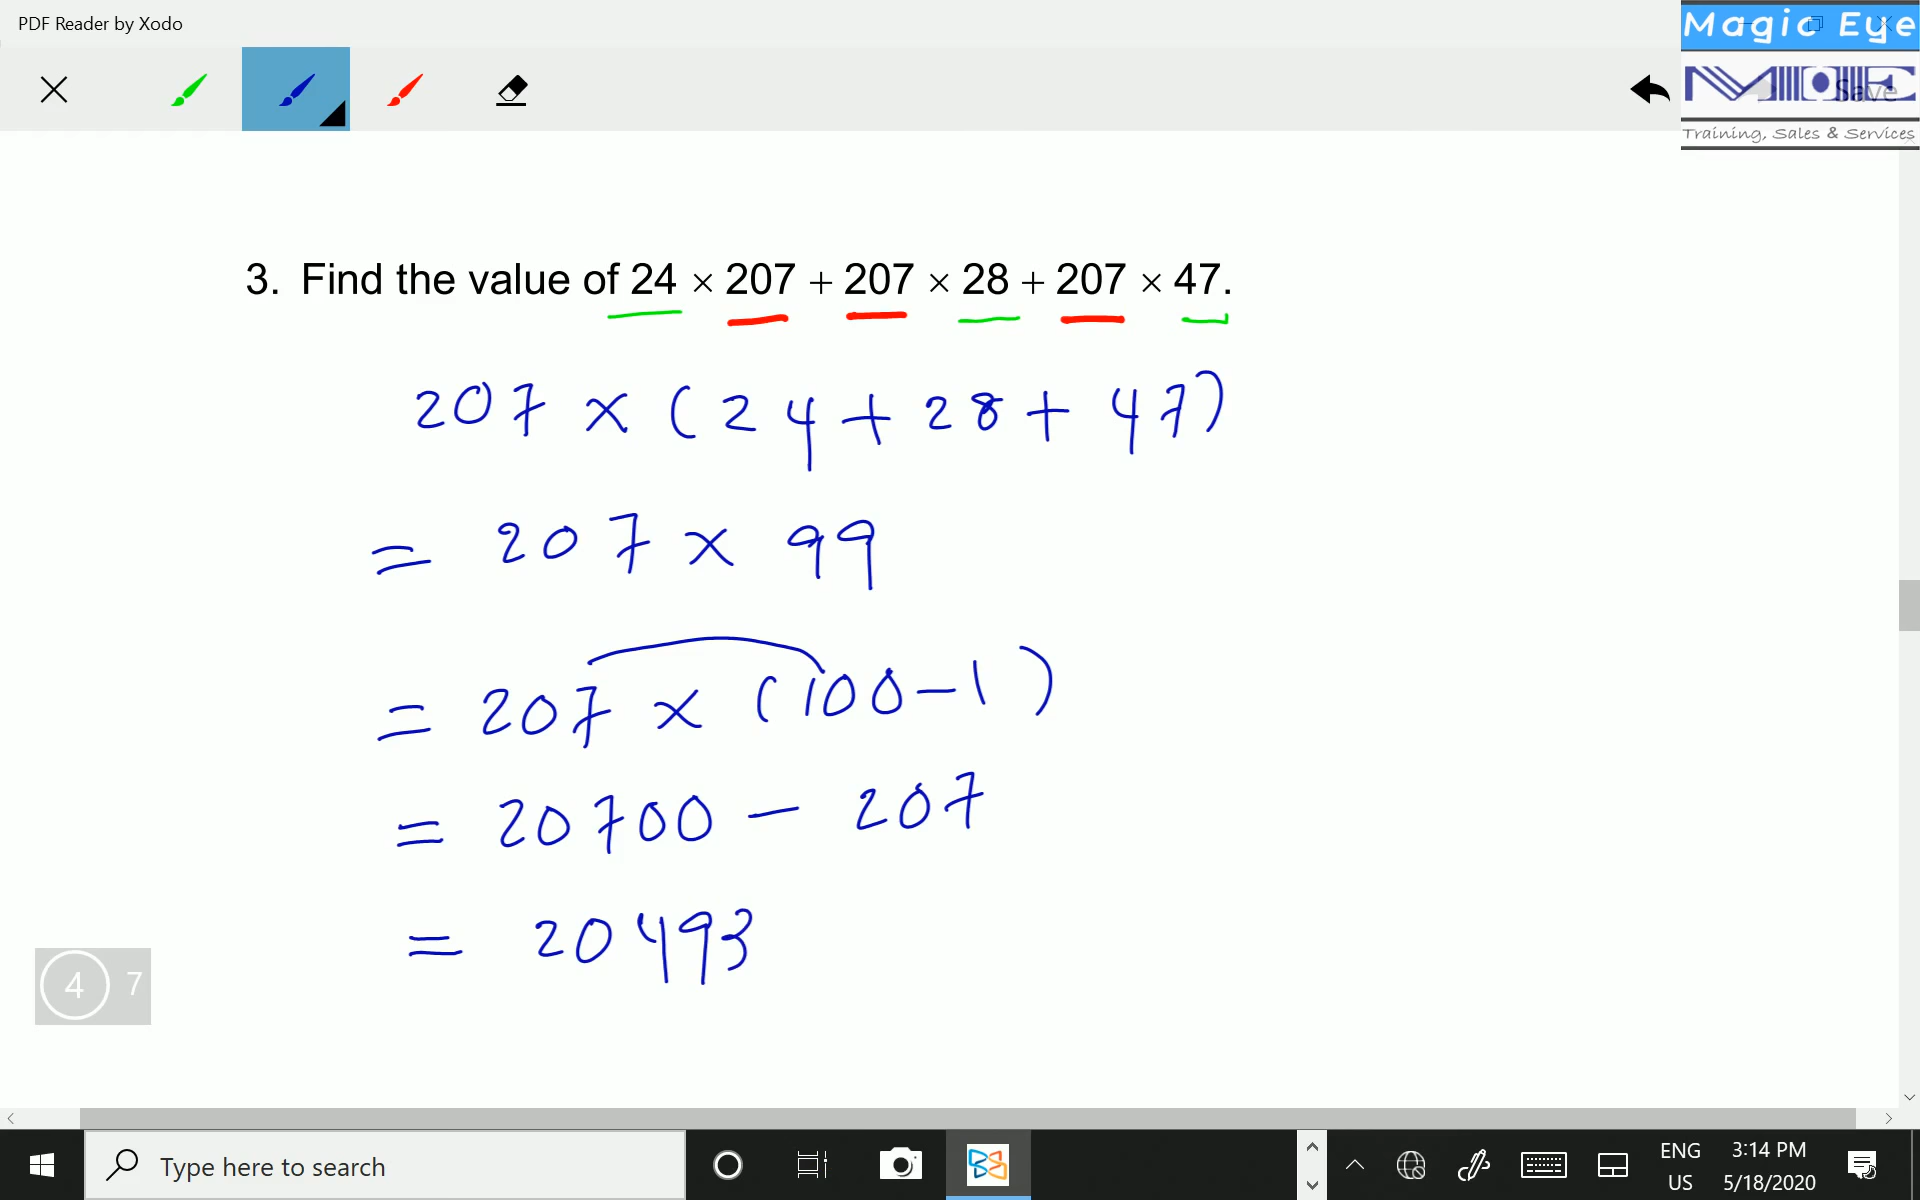 PDF Reader by Xodo
Magic Eye
MOE
Save
Training, Sales & Services
3. Find the value of 24 × 207 + 207 × 28 + 207 × 47.
207 × (24 + 28 + 47)
= 207 × 99
= 207 × (100 - 1)
= 20700 - 207
= 20493
4 7
Type here to search
ENG
US
3:14 PM
5/18/2020